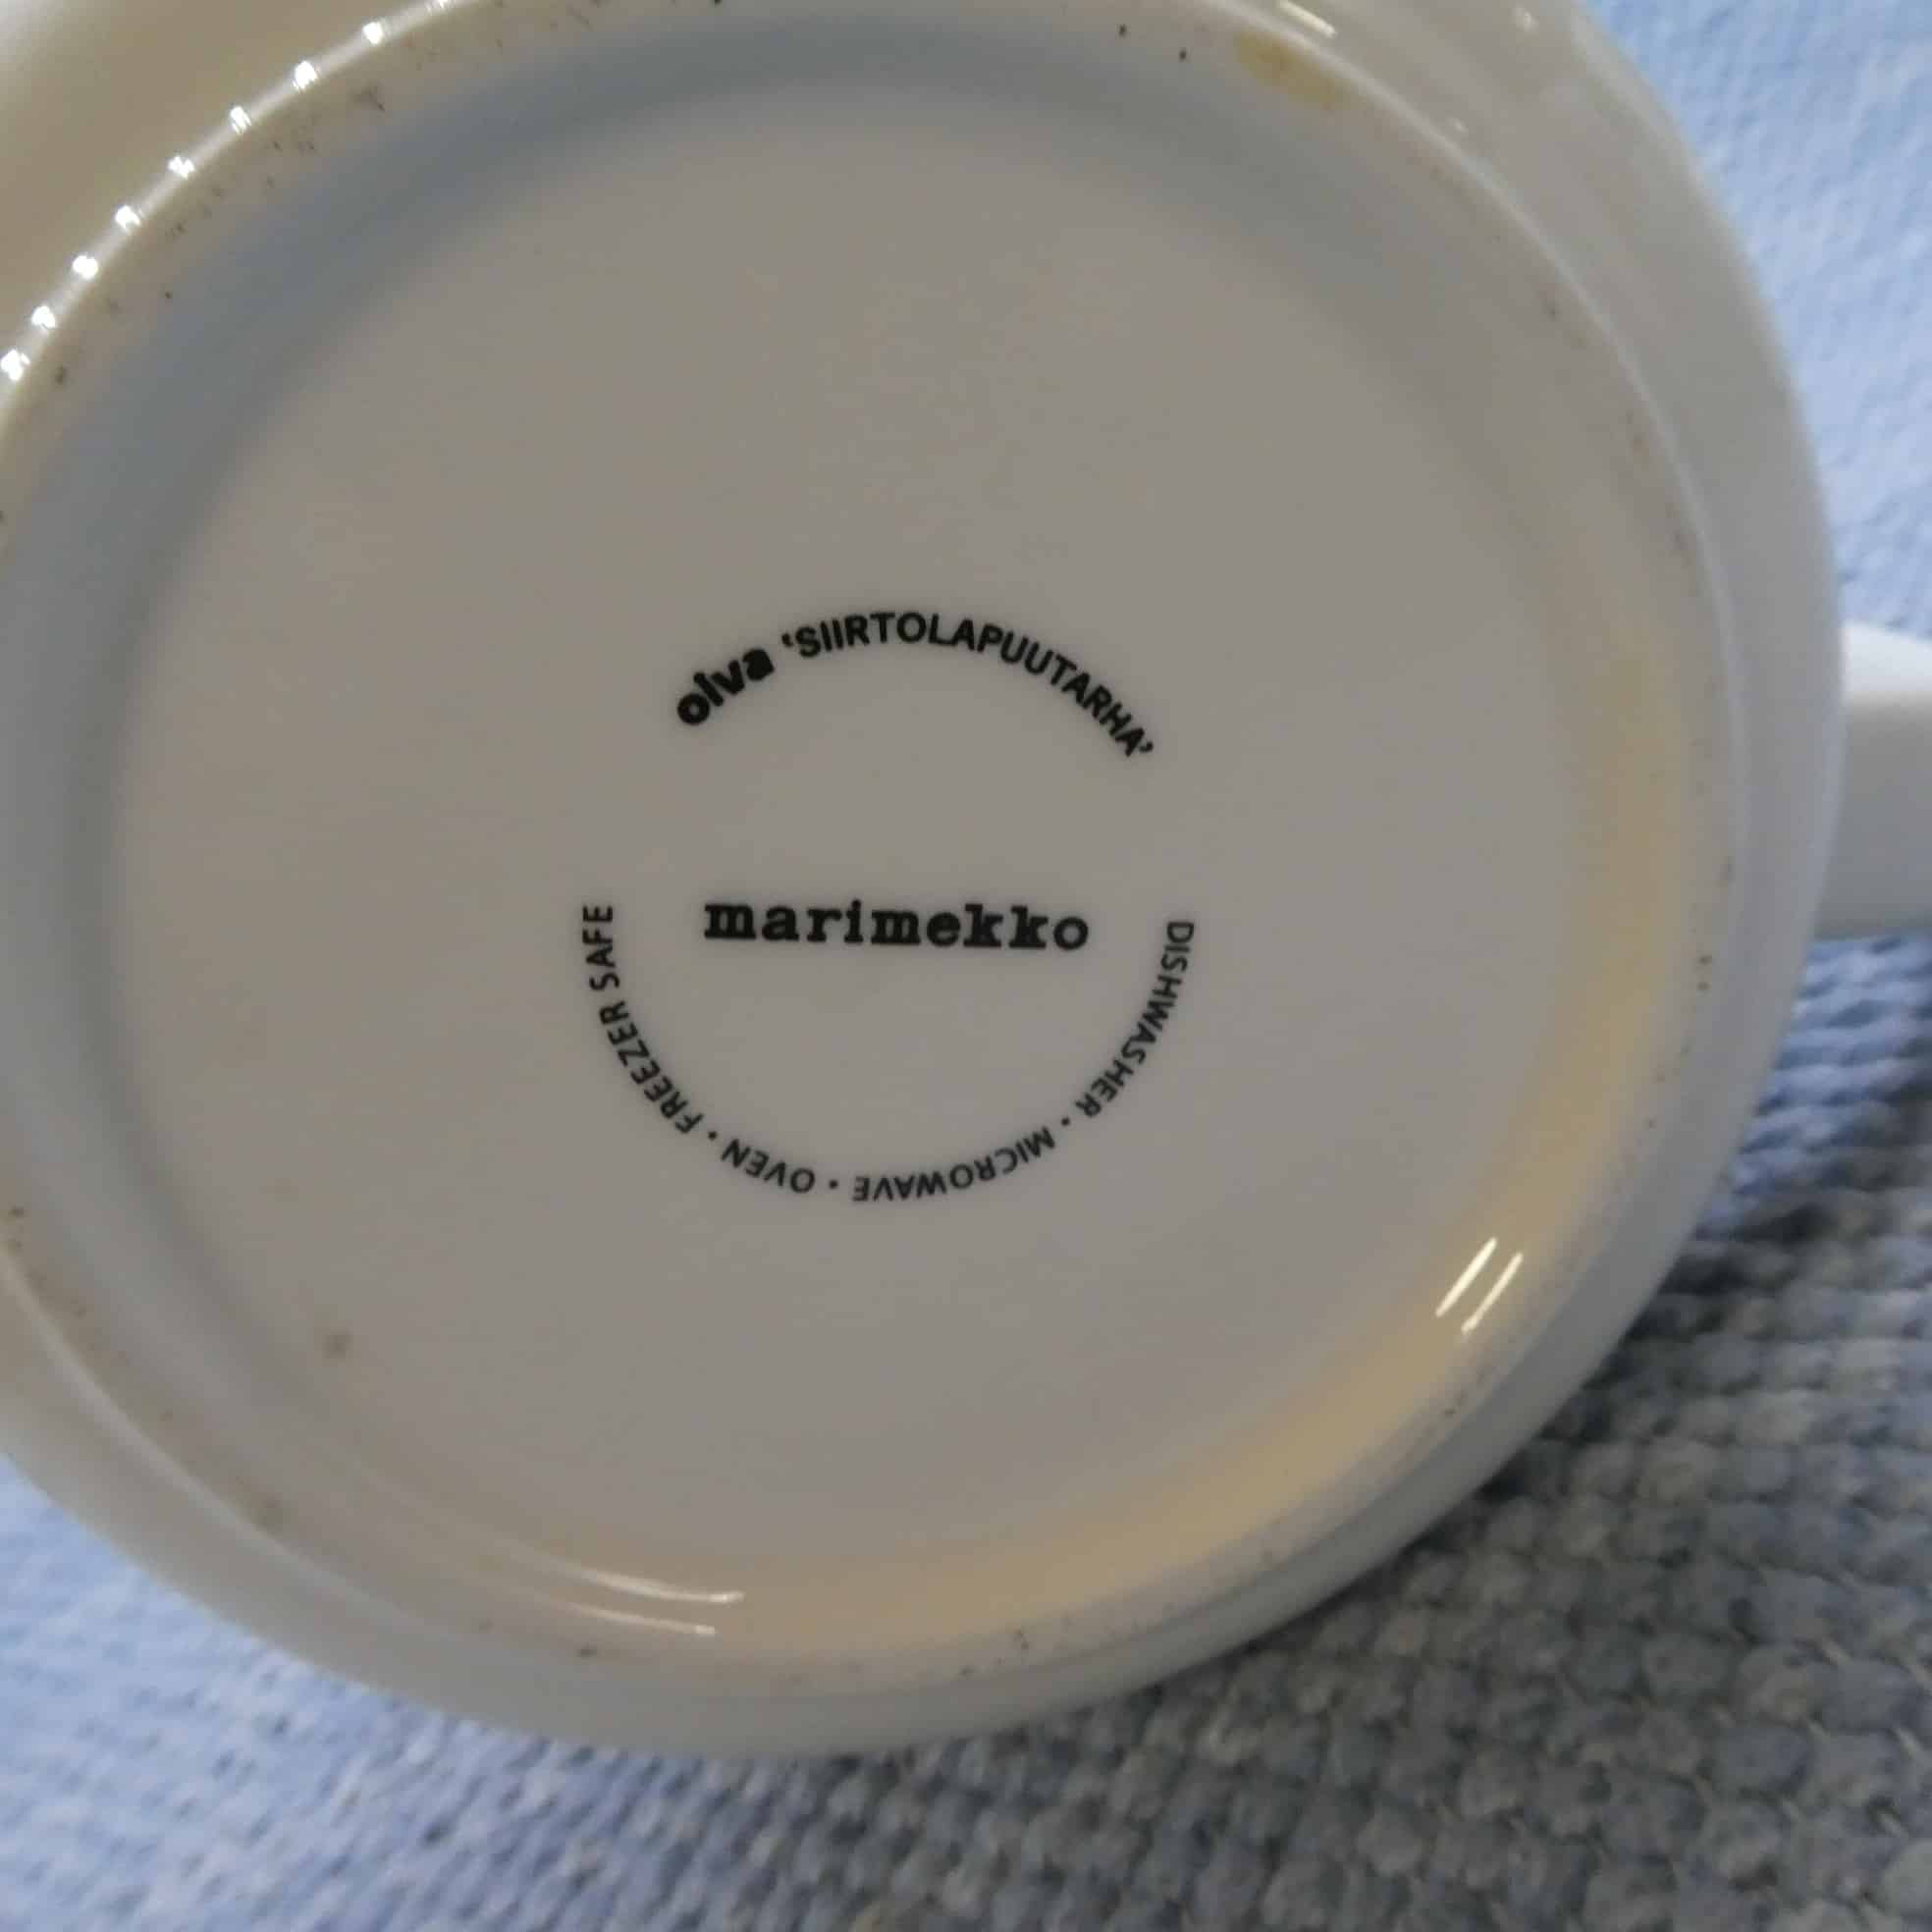 oiva ‘SIIRTOLAPUUTARHA’
marimekko
DISHWASHER · MICROWAVE · OVEN · FREEZER SAFE